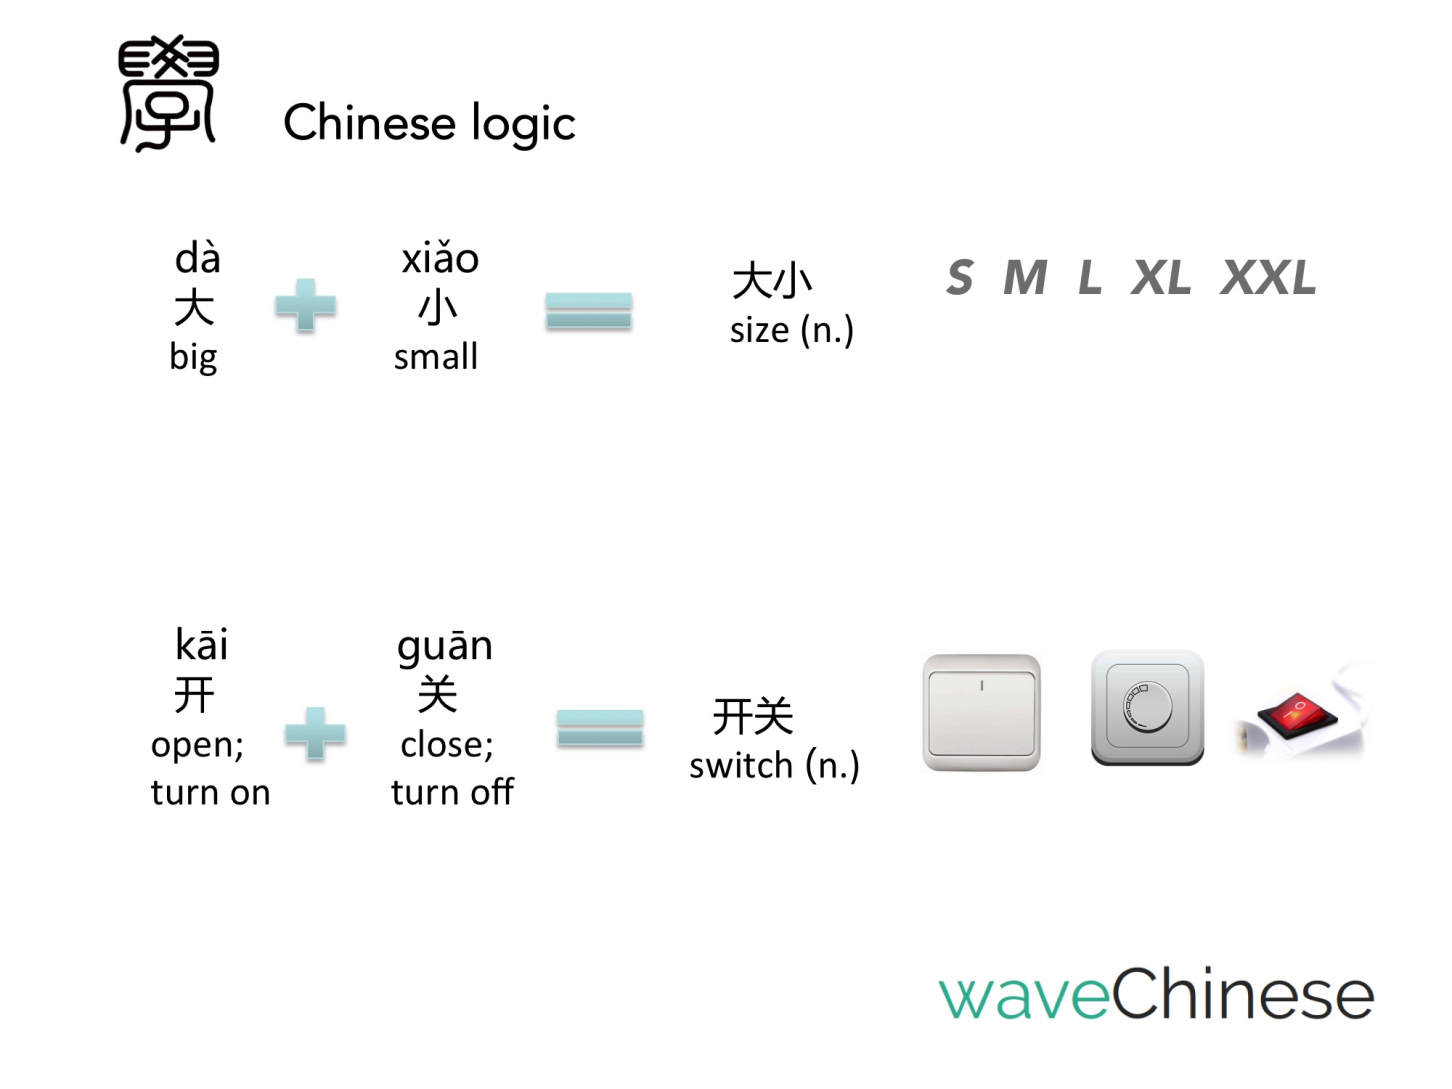 學
Chinese logic
dà
大
big
xiǎo
小
small
大小
size (n.)
S M L XL XXL
kāi
开
open;
turn on
guān
关
close;
turn off
开关
switch (n.)
waveChinese